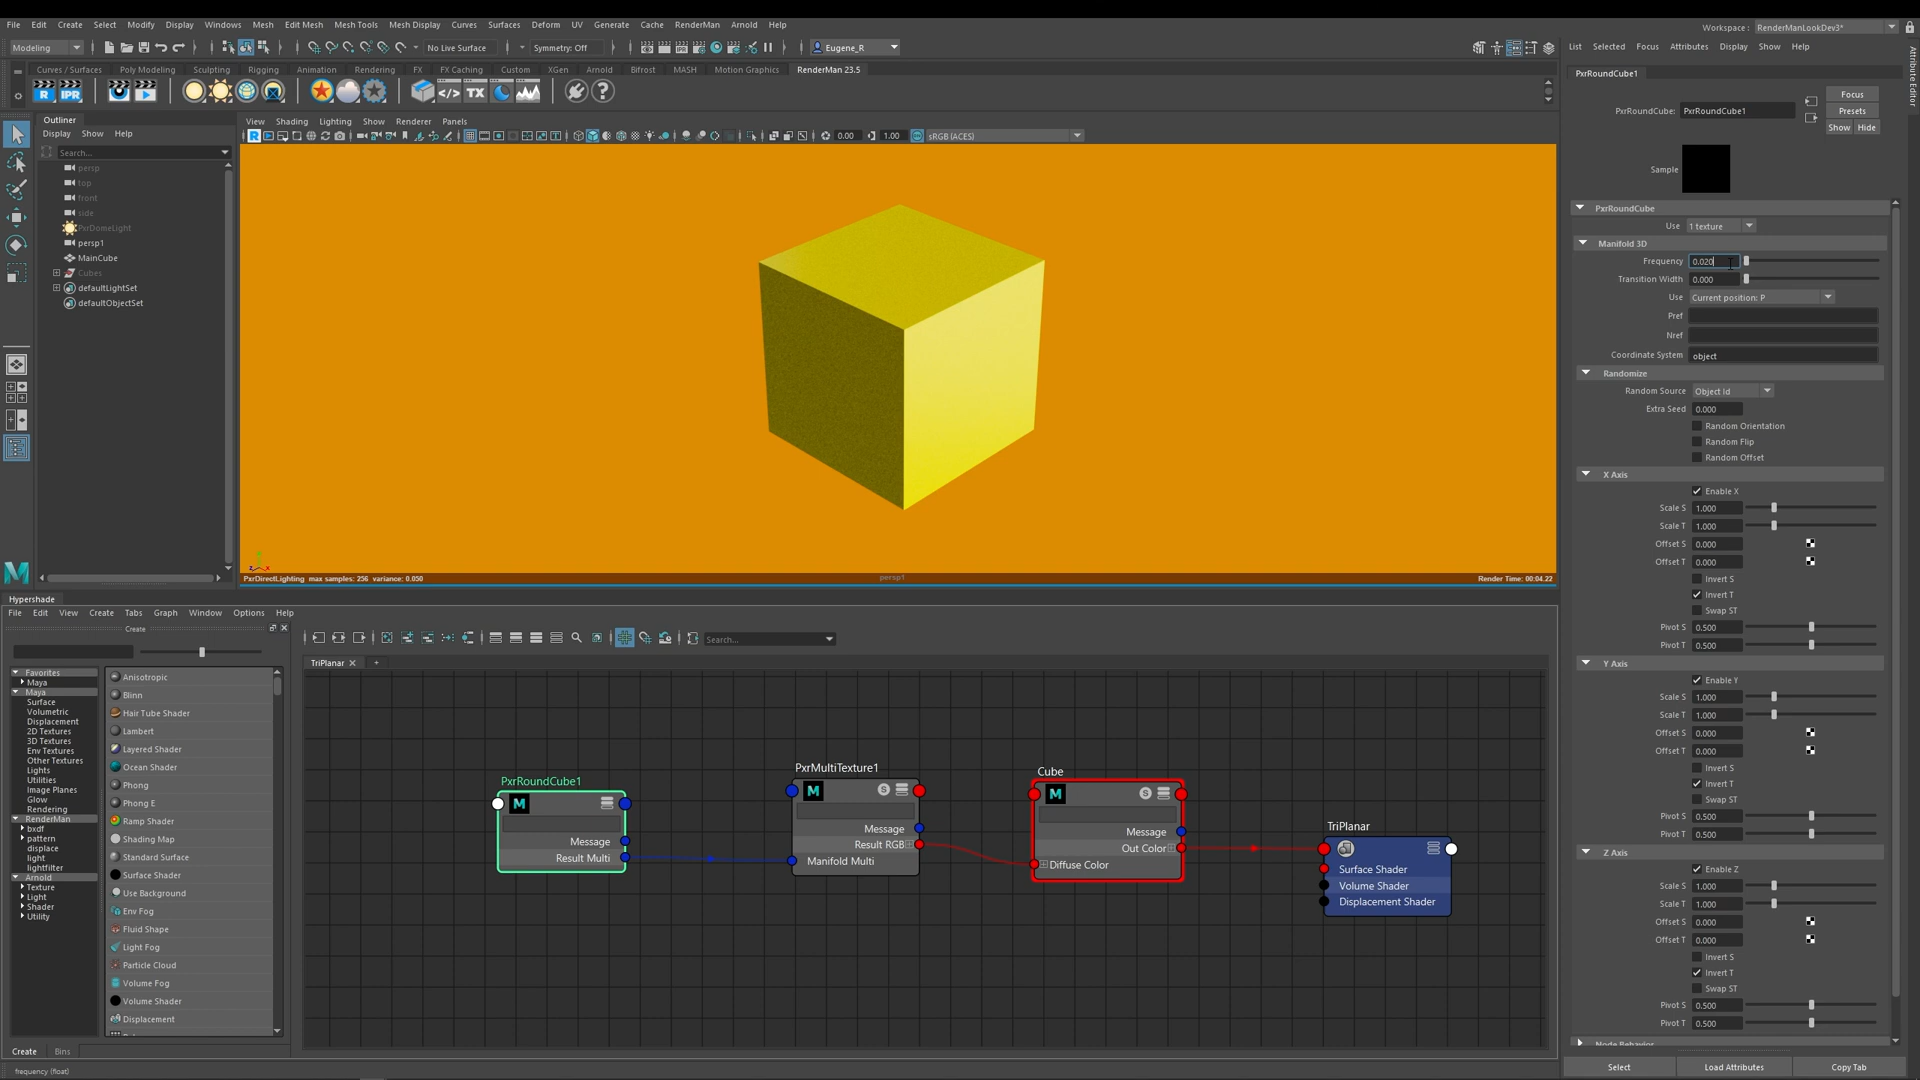 File Edit Create Select Modify Display Windows Mesh Edit Mesh Mesh Tools Mesh Display Curves Surfaces Deform UV Generate Cache RenderMan Arnold Help
Workspace : RenderManLookDev3*
Modeling
No Live Surface
Symmetry: Off
Eugene_R
Curves / Surfaces Poly Modeling Sculpting Rigging Animation Rendering FX FX Caching Custom XGen Arnold Bifrost MASH Motion Graphics RenderMan 23.5
R IPR </> TX
Outliner
Display Show Help
Search...
persp
top
front
side
PxrDomeLight
persp1
MainCube
Cubes
defaultLightSet
defaultObjectSet
View Shading Lighting Show Renderer Panels
0.00 1.00 sRGB (ACES)
PxrDirectLighting max samples: 256 variance: 0.050
persp1
Render Time: 00:04.22
Hypershade
File Edit View Create Tabs Graph Window Options Help
Create
Search...
TriPlanar
Favorites
Maya
Maya
Surface
Volumetric
Displacement
2D Textures
3D Textures
Env Textures
Other Textures
Lights
Utilities
Image Planes
Glow
Rendering
RenderMan
bxdf
pattern
displace
light
lightfilter
Arnold
Texture
Light
Shader
Utility
Anisotropic
Blinn
Hair Tube Shader
Lambert
Layered Shader
Ocean Shader
Phong
Phong E
Ramp Shader
Shading Map
Standard Surface
Surface Shader
Use Background
Env Fog
Fluid Shape
Light Fog
Particle Cloud
Volume Fog
Volume Shader
Displacement
Create Bins
frequency (float)
PxrRoundCube1
Message
Result Multi
PxrMultiTexture1
Message
Result RGB
Manifold Multi
Cube
Message
Out Color
Diffuse Color
TriPlanar
Surface Shader
Volume Shader
Displacement Shader
List Selected Focus Attributes Display Show Help
Attribute Editor
PxrRoundCube1
PxrRoundCube: PxrRoundCube1
Focus
Presets
Show Hide
Sample
PxrRoundCube
Use 1 texture
Manifold 3D
Frequency 0.020
Transition Width 0.000
Use Current position: P
Pref
Nref
Coordinate System object
Randomize
Random Source Object Id
Extra Seed 0.000
Random Orientation
Random Flip
Random Offset
X Axis
Enable X
Scale S 1.000
Scale T 1.000
Offset S 0.000
Offset T 0.000
Invert S
Invert T
Swap ST
Pivot S 0.500
Pivot T 0.500
Y Axis
Enable Y
Scale S 1.000
Scale T 1.000
Offset S 0.000
Offset T 0.000
Invert S
Invert T
Swap ST
Pivot S 0.500
Pivot T 0.500
Z Axis
Enable Z
Scale S 1.000
Scale T 1.000
Offset S 0.000
Offset T 0.000
Invert S
Invert T
Swap ST
Pivot S 0.500
Pivot T 0.500
Node Behavior
Select Load Attributes Copy Tab